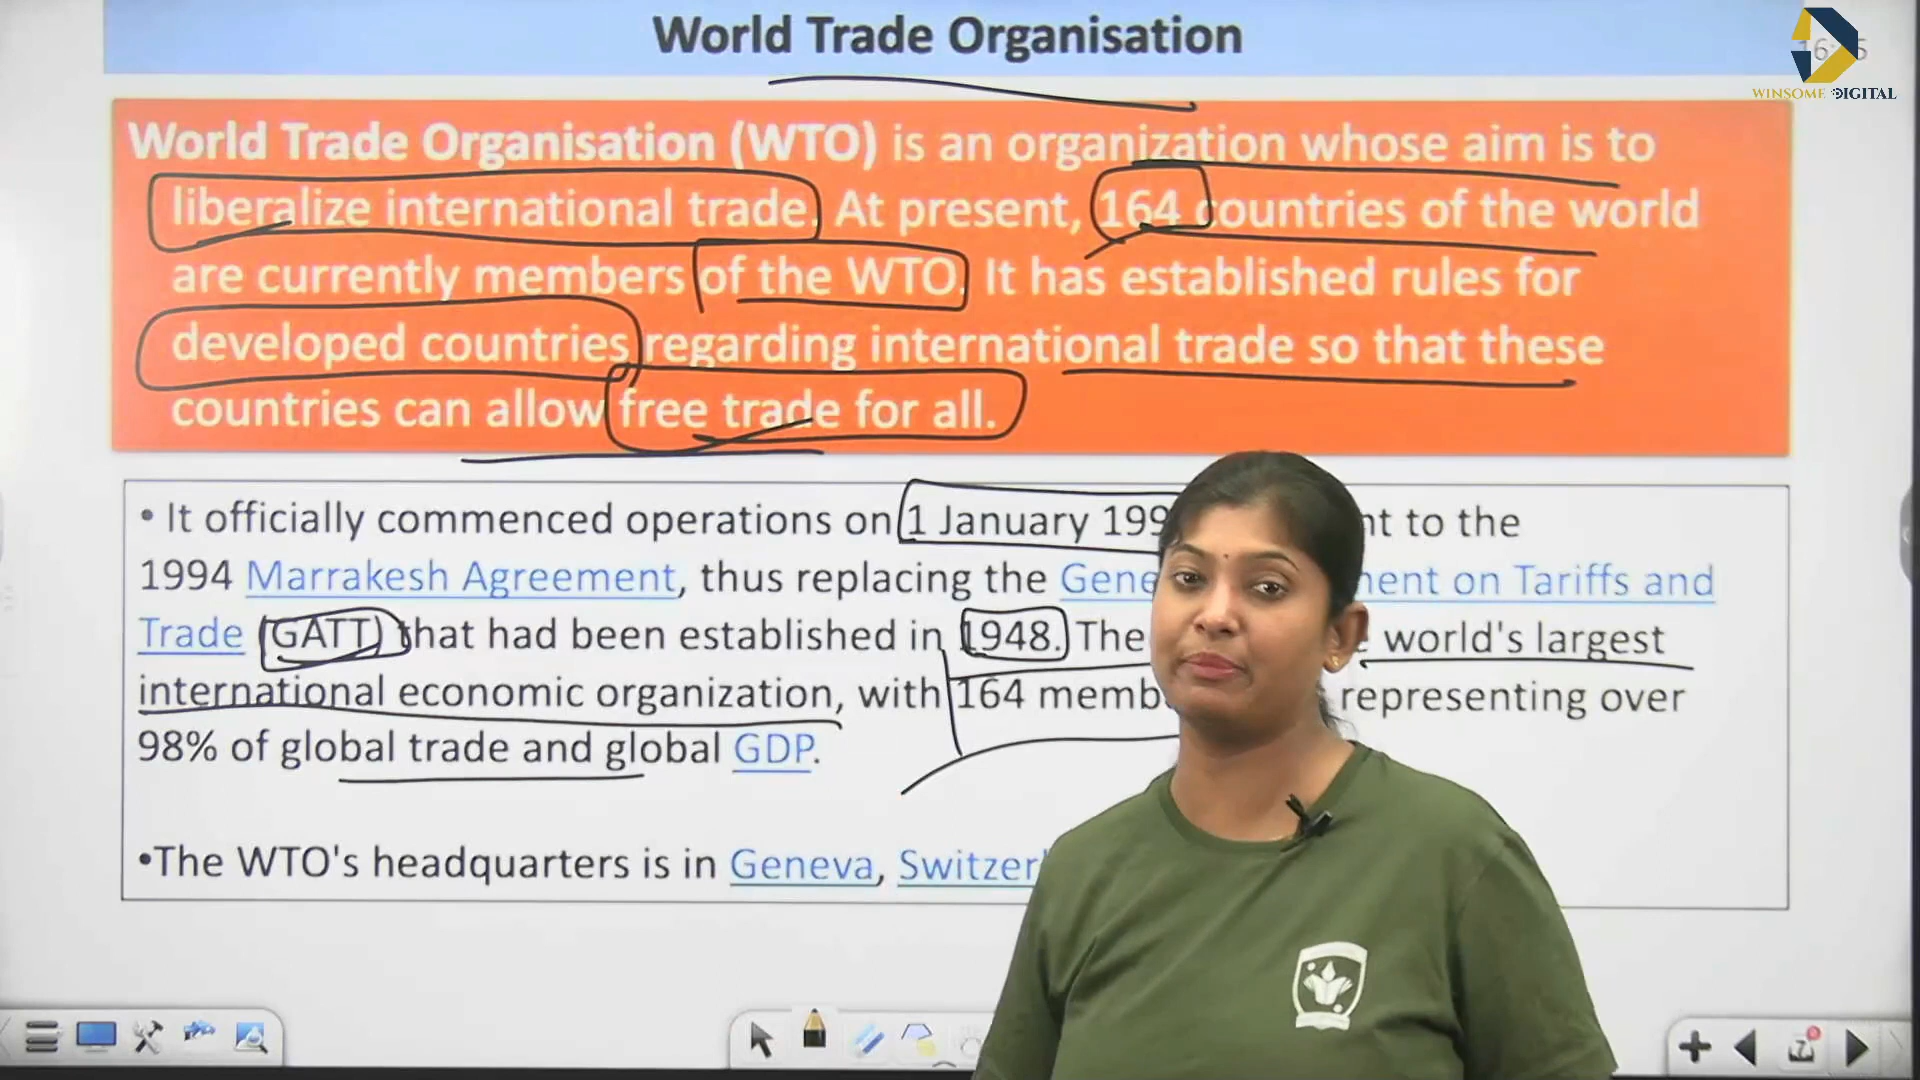 World Trade Organisation
WINSOME DIGITAL
World Trade Organisation (WTO) is an organization whose aim is to
liberalize international trade. At present, 164 countries of the world
are currently members of the WTO. It has established rules for
developed countries regarding international trade so that these
countries can allow free trade for all.
• It officially commenced operations on 1 January 199 nt to the
1994 Marrakesh Agreement, thus replacing the Gene ment on Tariffs and
Trade (GATT) that had been established in 1948. The world's largest
international economic organization, with 164 memb representing over
98% of global trade and global GDP.
•The WTO's headquarters is in Geneva, Switzer